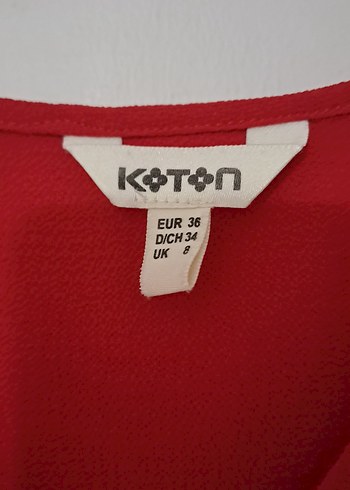 KOTON
EUR 36
D/CH 34
UK 8